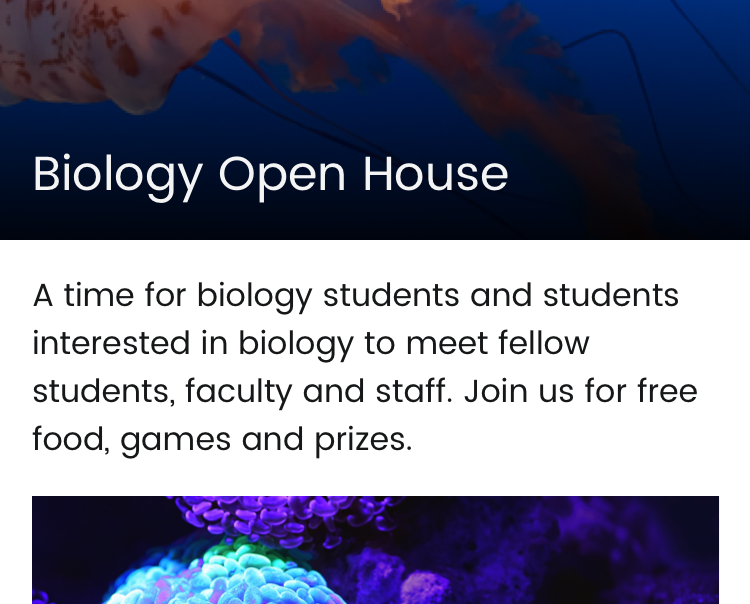 Biology Open House
A time for biology students and students
interested in biology to meet fellow
students, faculty and staff. Join us for free
food, games and prizes.